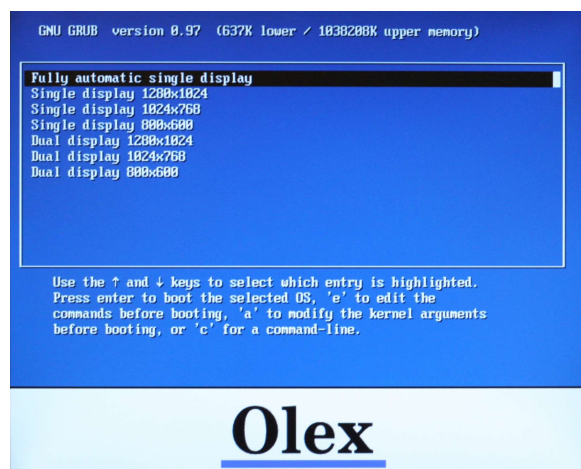 GNU GRUB version 0.97 (637K lower / 1038208K upper memory)
Fully automatic single display
Single display 1280x1024
Single display 1024x768
Single display 800x600
Dual display 1280x1024
Dual display 1024x768
Dual display 800x600
Use the ↑ and ↓ keys to select which entry is highlighted.
Press enter to boot the selected OS, 'e' to edit the
commands before booting, 'a' to modify the kernel arguments
before booting, or 'c' for a command-line.
Olex